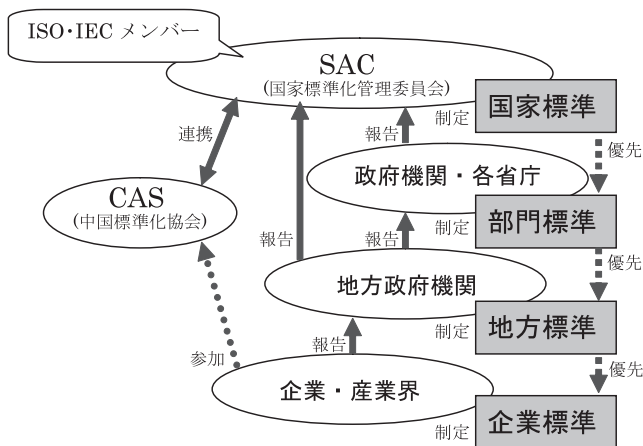 ISO・IEC メンバー
SAC
(国家標準化管理委員会)
制定
国家標準
連携
報告
優先
政府機関・各省庁
CAS
(中国標準化協会)
制定
部門標準
報告
報告
優先
地方政府機関
制定
地方標準
参加
報告
優先
企業・産業界
制定
企業標準